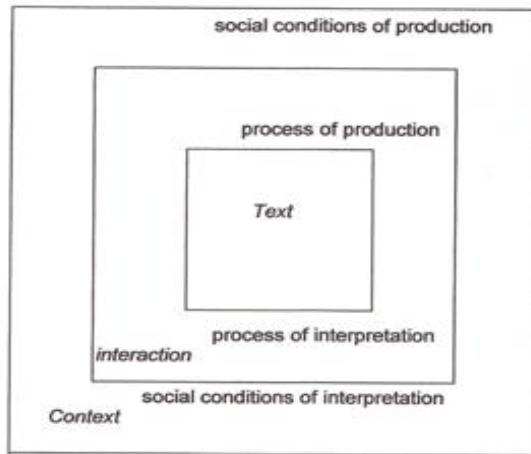 social conditions of production
process of production
Text
process of interpretation
interaction
social conditions of interpretation
Context